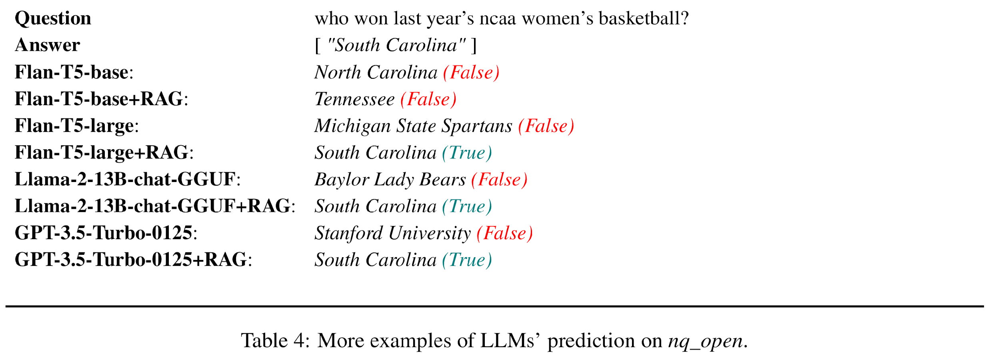 Question who won last year's ncaa women's basketball?
Answer [ "South Carolina" ]
Flan-T5-base: North Carolina (False)
Flan-T5-base+RAG: Tennessee (False)
Flan-T5-large: Michigan State Spartans (False)
Flan-T5-large+RAG: South Carolina (True)
Llama-2-13B-chat-GGUF: Baylor Lady Bears (False)
Llama-2-13B-chat-GGUF+RAG: South Carolina (True)
GPT-3.5-Turbo-0125: Stanford University (False)
GPT-3.5-Turbo-0125+RAG: South Carolina (True)
Table 4: More examples of LLMs' prediction on nq_open.